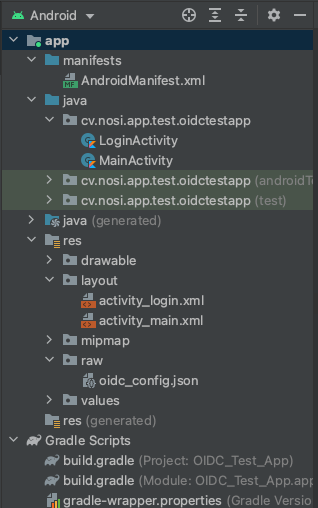 Android
app
manifests
AndroidManifest.xml
java
cv.nosi.app.test.oidctestapp
LoginActivity
MainActivity
cv.nosi.app.test.oidctestapp (androidTe
cv.nosi.app.test.oidctestapp (test)
java (generated)
res
drawable
layout
activity_login.xml
activity_main.xml
mipmap
raw
oidc_config.json
values
res (generated)
Gradle Scripts
build.gradle (Project: OIDC_Test_App)
build.gradle (Module: OIDC_Test_App.app
gradle-wrapper.properties (Gradle Version